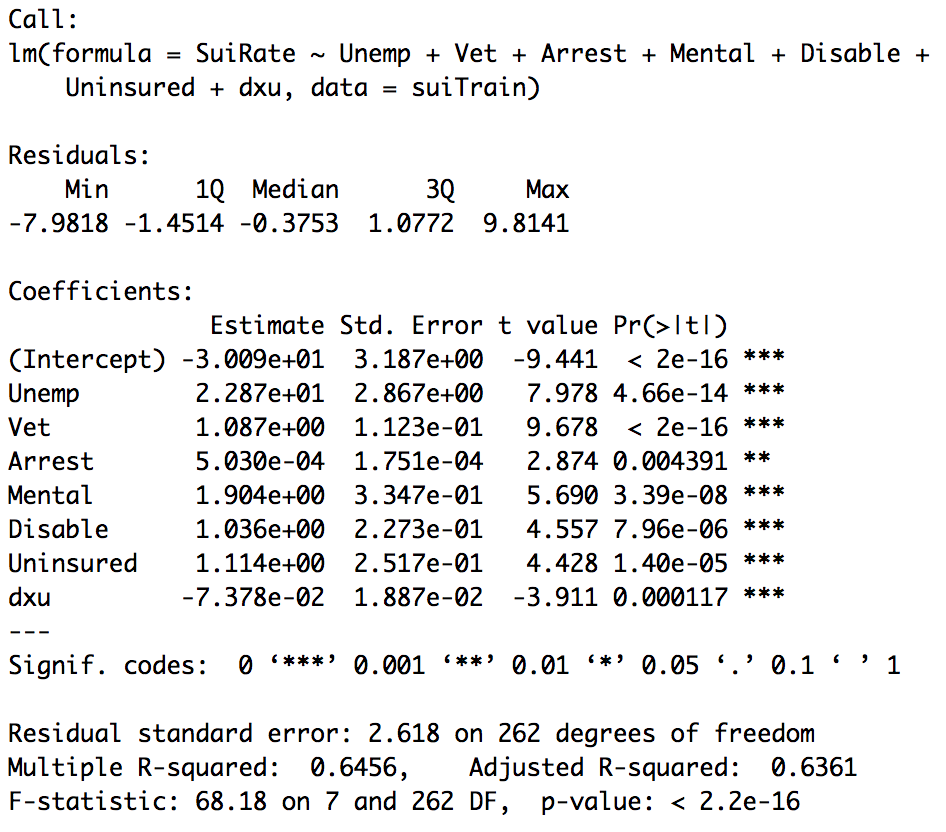 Call:
lm(formula = SuiRate ~ Unemp + Vet + Arrest + Mental + Disable +
    Uninsured + dxu, data = suiTrain)

Residuals:
    Min      1Q  Median      3Q     Max
-7.9818 -1.4514 -0.3753  1.0772  9.8141

Coefficients:
              Estimate Std. Error t value Pr(>|t|)
(Intercept) -3.009e+01  3.187e+00  -9.441  < 2e-16 ***
Unemp        2.287e+01  2.867e+00   7.978 4.66e-14 ***
Vet          1.087e+00  1.123e-01   9.678  < 2e-16 ***
Arrest       5.030e-04  1.751e-04   2.874 0.004391 **
Mental       1.904e+00  3.347e-01   5.690 3.39e-08 ***
Disable      1.036e+00  2.273e-01   4.557 7.96e-06 ***
Uninsured    1.114e+00  2.517e-01   4.428 1.40e-05 ***
dxu         -7.378e-02  1.887e-02  -3.911 0.000117 ***
---
Signif. codes:  0 ‘***’ 0.001 ‘**’ 0.01 ‘*’ 0.05 ‘.’ 0.1 ‘ ’ 1

Residual standard error: 2.618 on 262 degrees of freedom
Multiple R-squared:  0.6456,    Adjusted R-squared:  0.6361
F-statistic: 68.18 on 7 and 262 DF,  p-value: < 2.2e-16